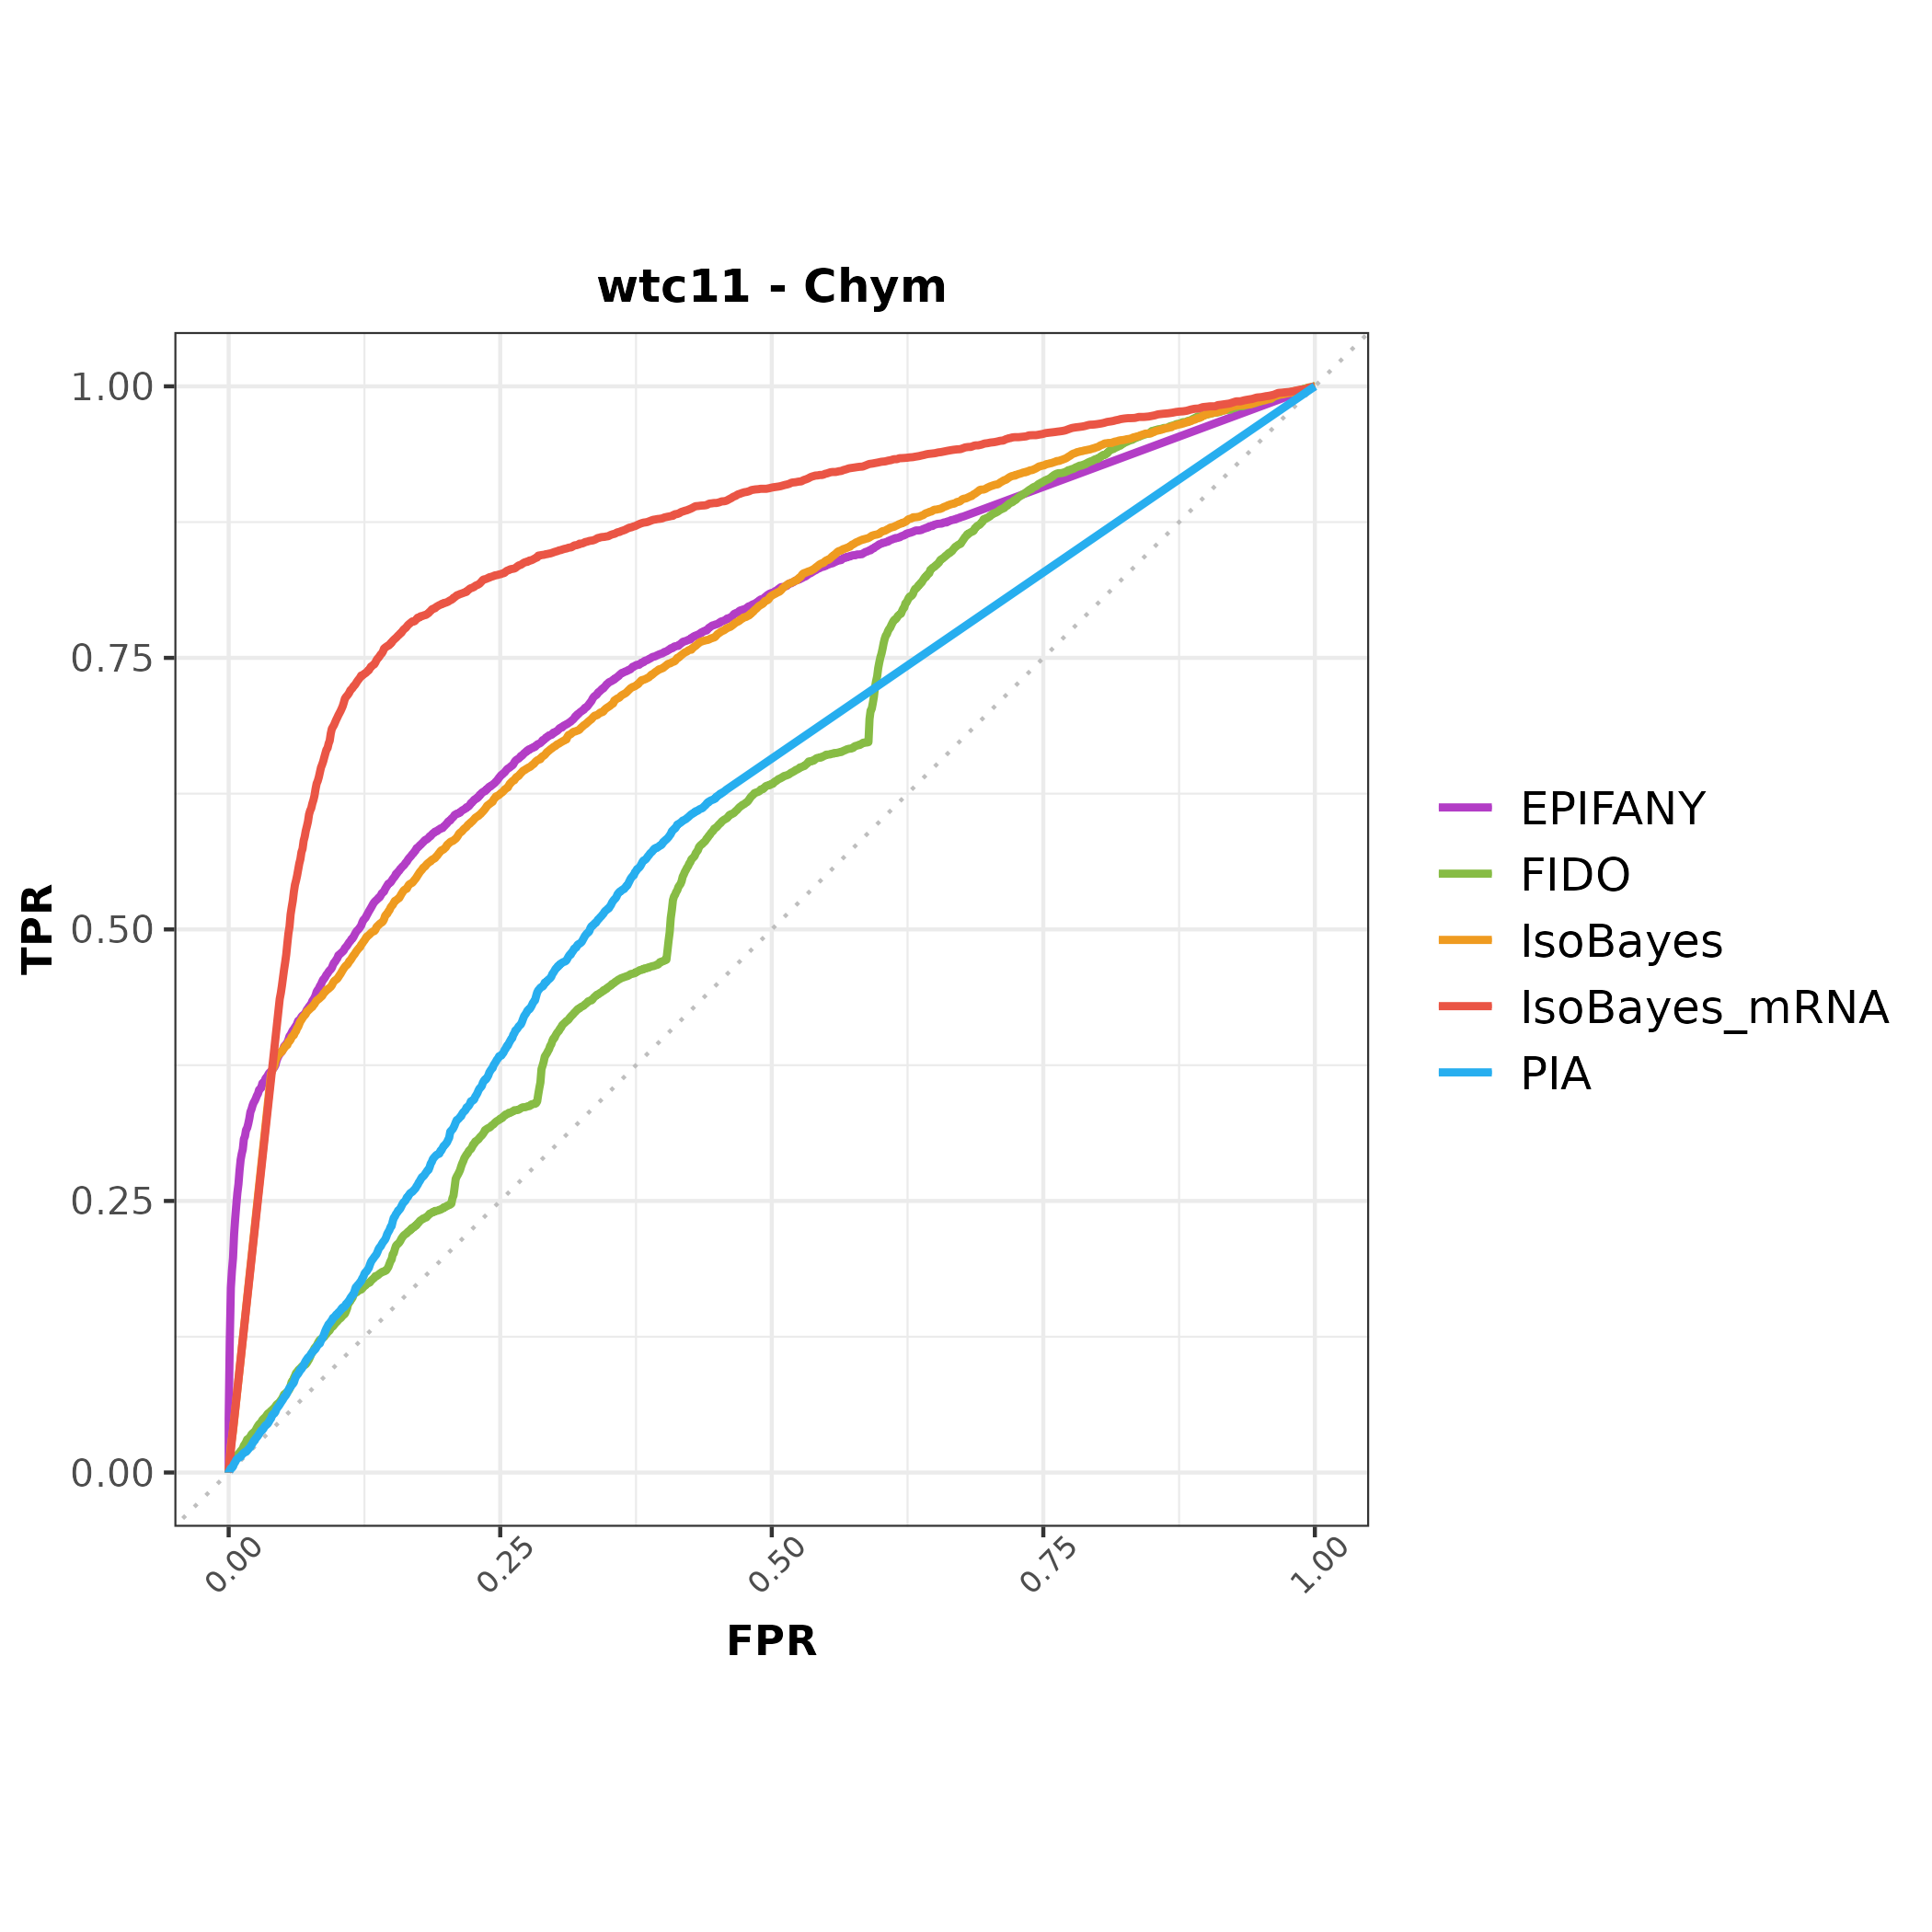 wtc11 - Chym
1.00
0.75
0.50
0.25
0.00
TPR
0.00
0.25
0.50
0.75
1.00
FPR
EPIFANY
FIDO
IsoBayes
IsoBayes_mRNA
PIA